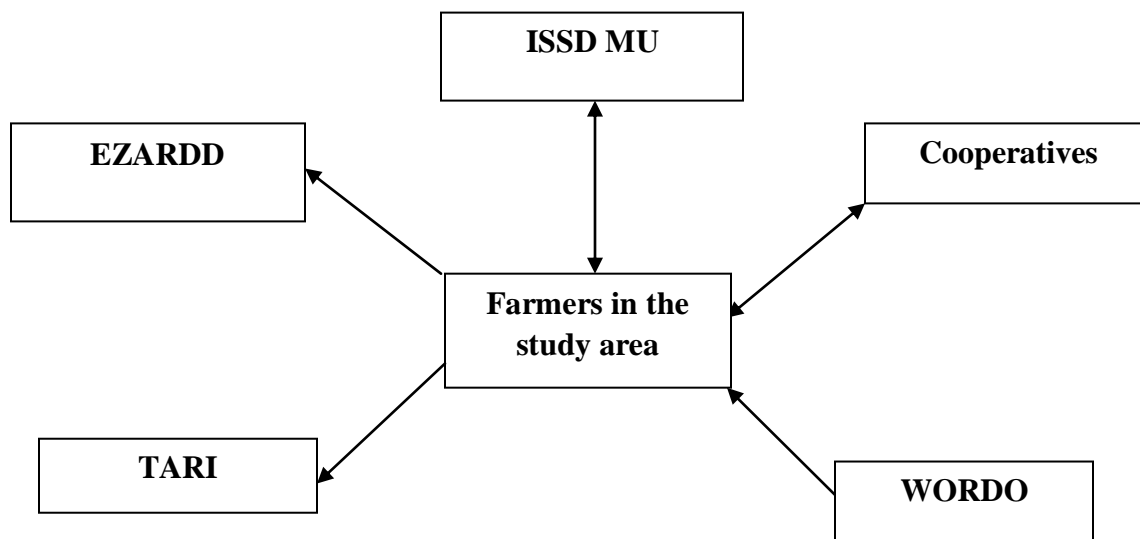 ISSD MU
EZARDD
Cooperatives
Farmers in the
study area
TARI
WORDO